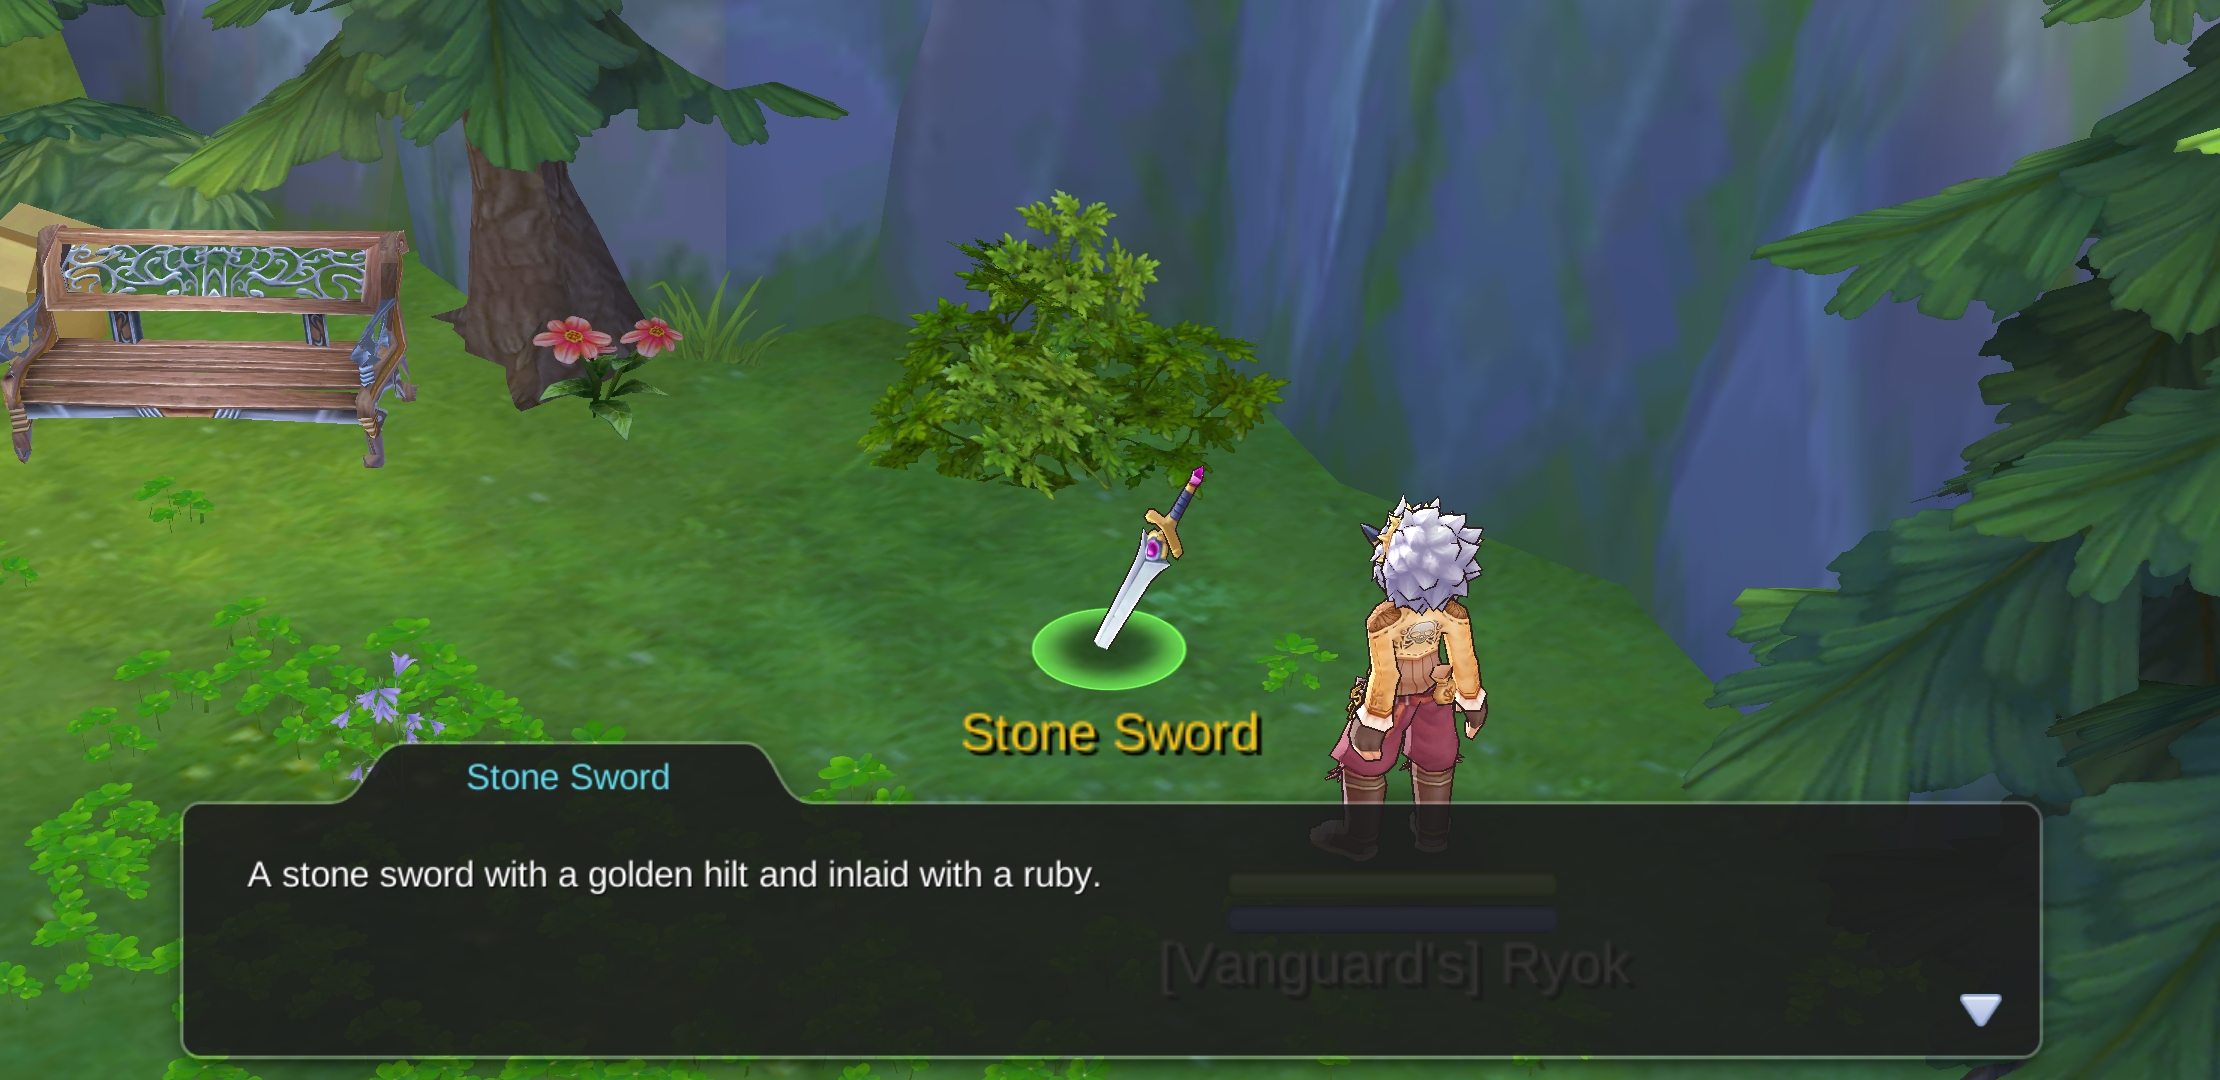 Stone Sword
Stone Sword
A stone sword with a golden hilt and inlaid with a ruby.
[Vanguard's] Ryok